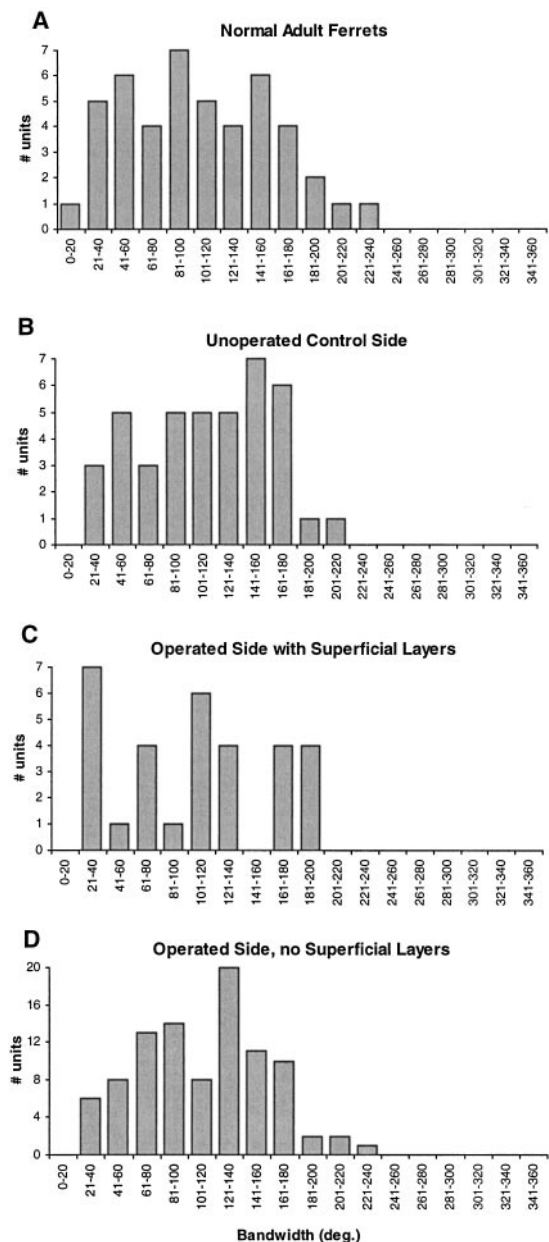 A
Normal Adult Ferrets
# units
7
6
5
4
3
2
1
0
0-20 21-40 41-60 61-80 81-100 101-120 121-140 141-160 161-180 181-200 201-220 221-240 241-260 261-280 281-300 301-320 321-340 341-360
B
Unoperated Control Side
# units
7
6
5
4
3
2
1
0
0-20 21-40 41-60 61-80 81-100 101-120 121-140 141-160 161-180 181-200 201-220 221-240 241-260 261-280 281-300 301-320 321-340 341-360
C
Operated Side with Superficial Layers
# units
7
6
5
4
3
2
1
0
0-20 21-40 41-60 61-80 81-100 101-120 121-140 141-160 161-180 181-200 201-220 221-240 241-260 261-280 281-300 301-320 321-340 341-360
D
Operated Side, no Superficial Layers
# units
20
16
12
8
4
0
0-20 21-40 41-60 61-80 81-100 101-120 121-140 141-160 161-180 181-200 201-220 221-240 241-260 261-280 281-300 301-320 321-340 341-360
Bandwidth (deg.)